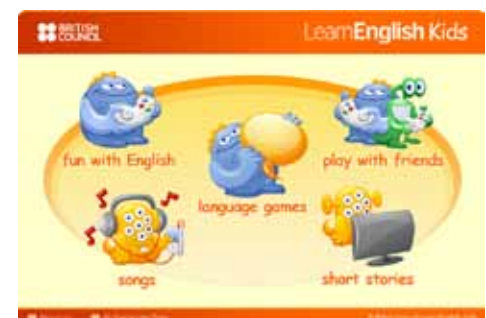 BRITISH
COUNCIL
LearnEnglish Kids
fun with English
play with friends
language games
songs
short stories